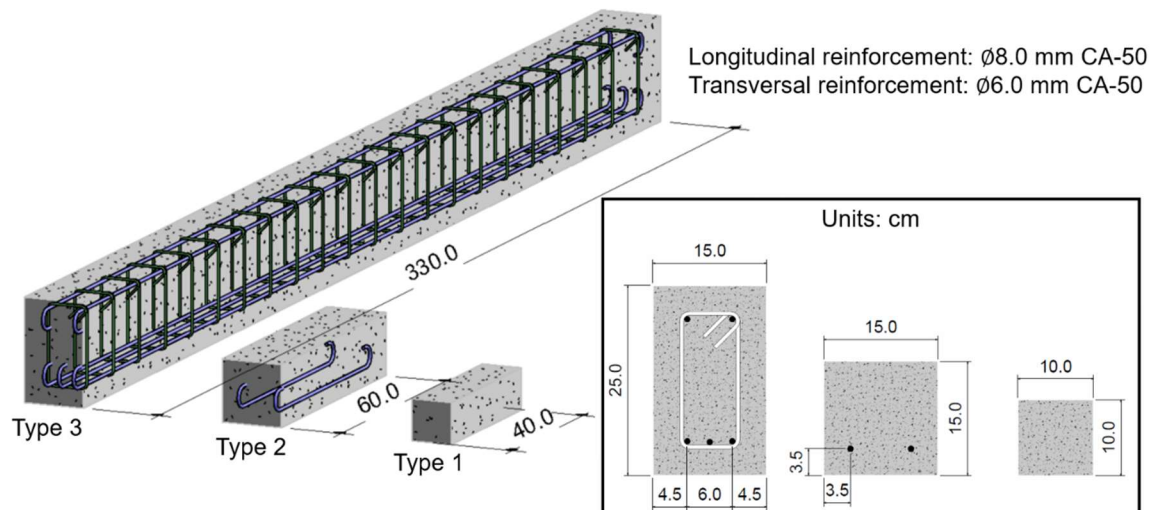 Longitudinal reinforcement: Ø8.0 mm CA-50
Transversal reinforcement: Ø6.0 mm CA-50
330.0
60.0
40.0
Type 3
Type 2
Type 1
Units: cm
15.0
25.0
4.5 6.0 4.5
15.0
15.0
3.5
3.5
10.0
10.0